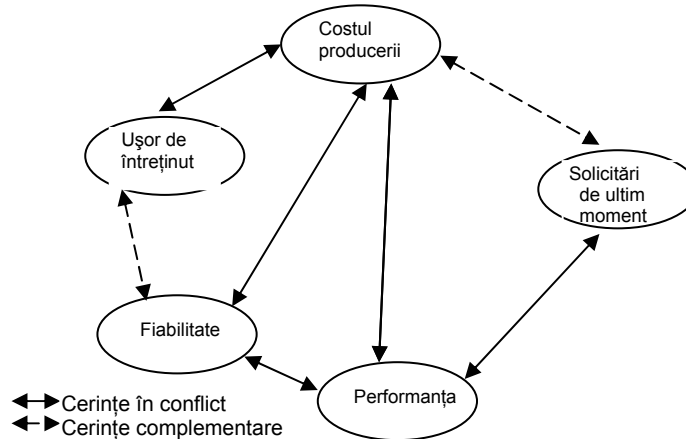 Costul
producerii
Uşor de
întreținut
Solicitări
de ultim
moment
Fiabilitate
Performanța
Cerințe în conflict
Cerințe complementare